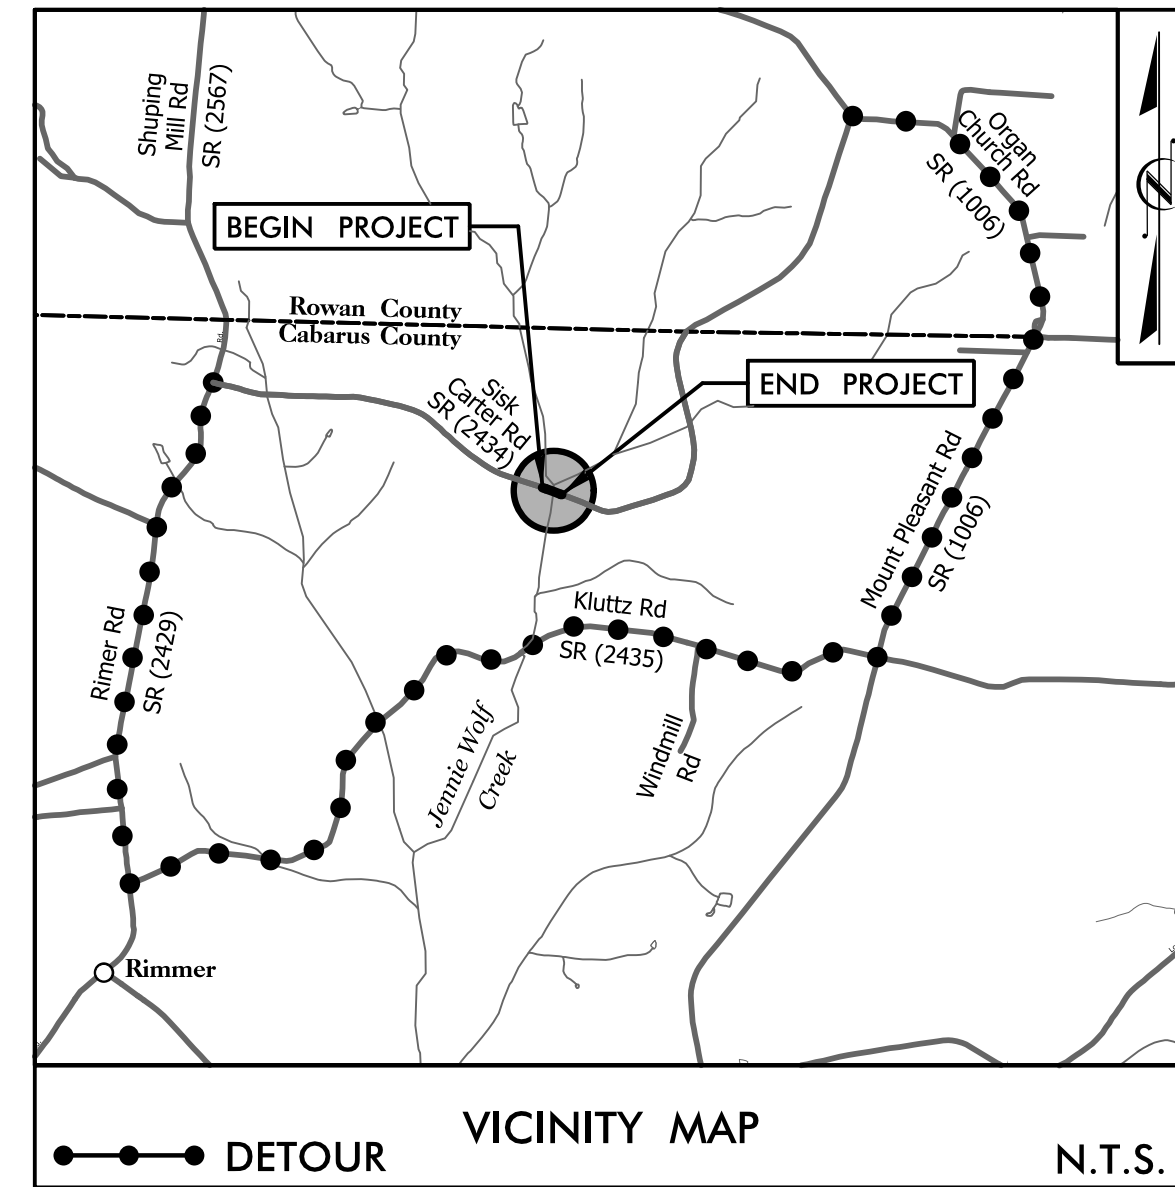 Shuping
Mill Rd
SR (2567)
Organ
Church Rd
SR (1006)
BEGIN PROJECT
Rowan County
Cabarus County
Rd
END PROJECT
Sisk
Carter Rd
SR (2434)
Mount Pleasant Rd
SR (1006)
Rimer Rd
SR (2429)
Kluttz Rd
SR (2435)
Windmill
Rd
Jennie Wolf
Creek
Rimmer
VICINITY MAP
DETOUR
N.T.S.